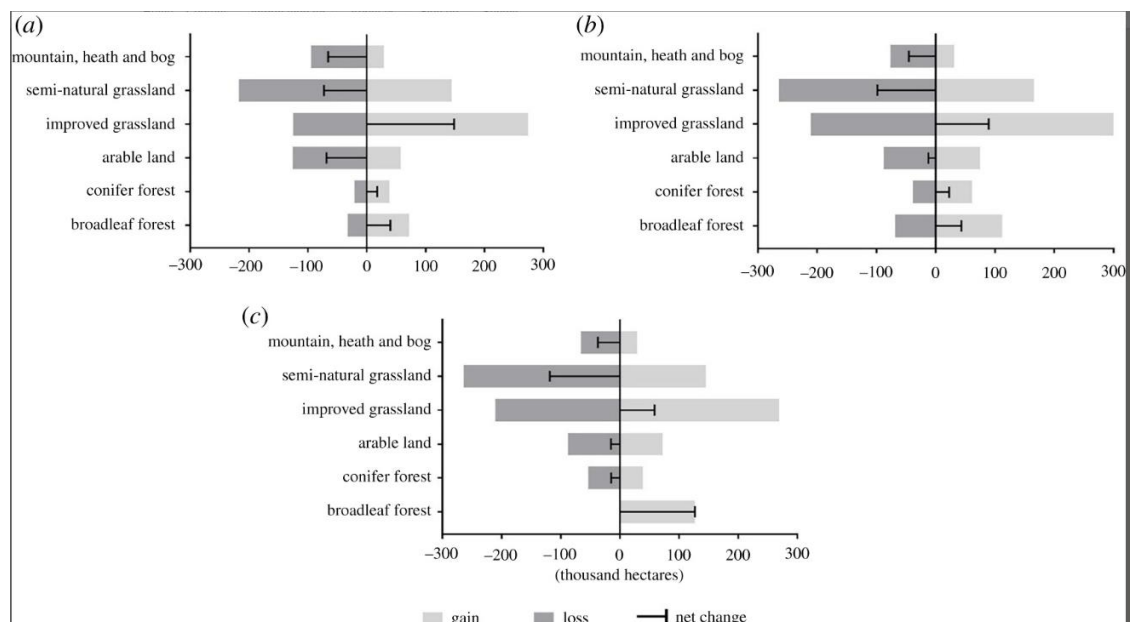 (a)
mountain, heath and bog
semi-natural grassland
improved grassland
arable land
conifer forest
broadleaf forest
−300 −200 −100 0 100 200 300
(b)
mountain, heath and bog
semi-natural grassland
improved grassland
arable land
conifer forest
broadleaf forest
−300 −200 −100 0 100 200 300
(c)
mountain, heath and bog
semi-natural grassland
improved grassland
arable land
conifer forest
broadleaf forest
−300 −200 −100 0 100 200 300
(thousand hectares)
gain loss net change